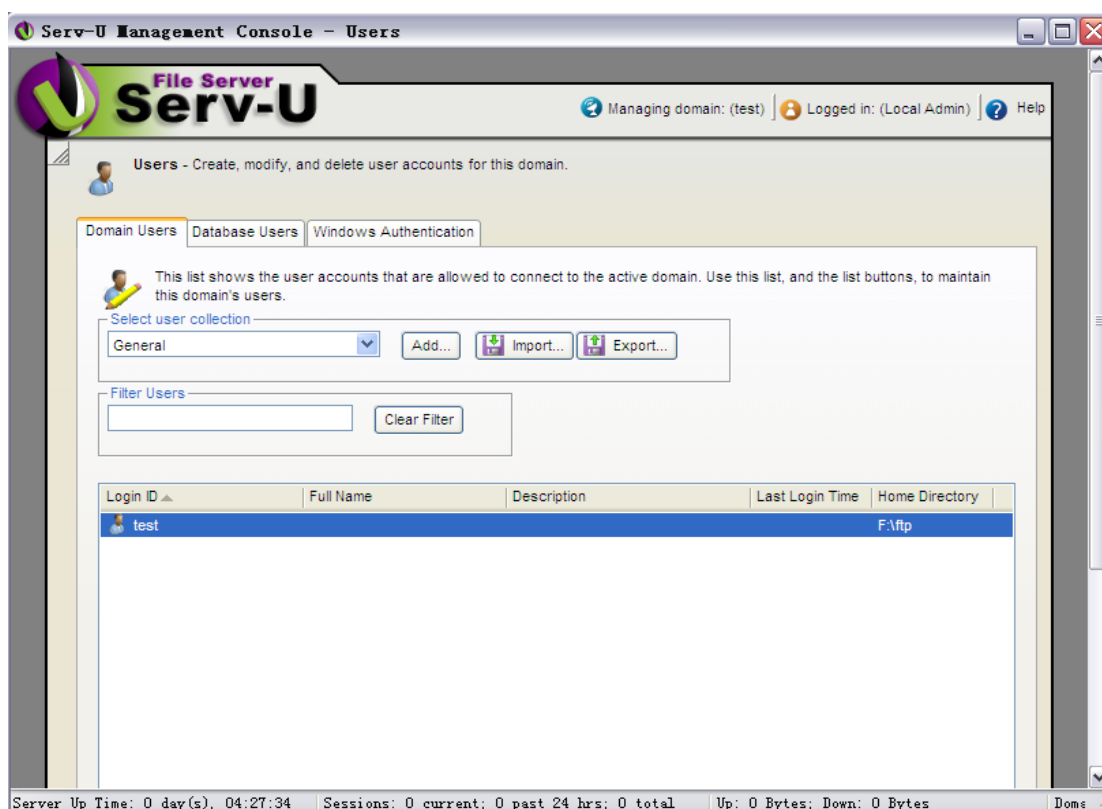 Serv-U Management Console - Users
File Server
Serv-U
Managing domain: (test) Logged in: (Local Admin) Help
Users - Create, modify, and delete user accounts for this domain.
Domain Users Database Users Windows Authentication
This list shows the user accounts that are allowed to connect to the active domain. Use this list, and the list buttons, to maintain
this domain's users.
Select user collection
General Add... Import... Export...
Filter Users
Clear Filter
Login ID Full Name Description Last Login Time Home Directory
test F:\ftp
Server Up Time: 0 day(s), 04:27:34 Sessions: 0 current; 0 past 24 hrs; 0 total Up: 0 Bytes; Down: 0 Bytes